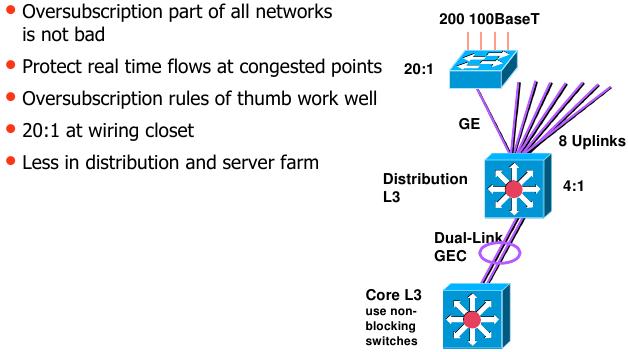 Oversubscription part of all networks
is not bad
Protect real time flows at congested points
Oversubscription rules of thumb work well
20:1 at wiring closet
Less in distribution and server farm
200 100BaseT
20:1
GE
8 Uplinks
Distribution
L3
4:1
Dual-Link
GEC
Core L3
use non-
blocking
switches